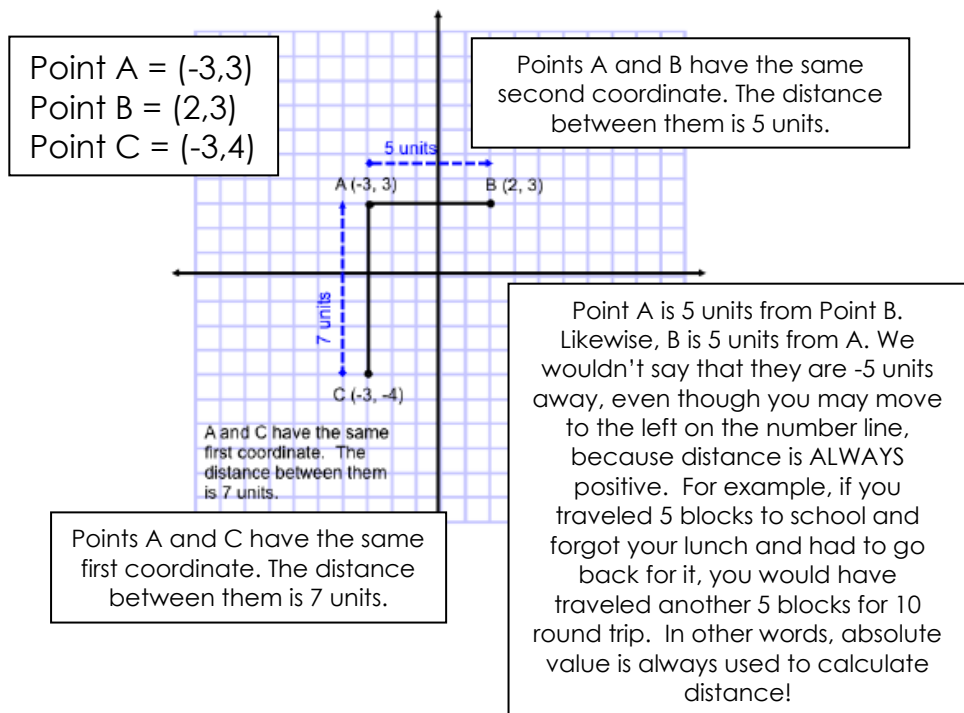 Point A = (-3,3)
Point B = (2,3)
Point C = (-3,4)
Points A and B have the same
second coordinate. The distance
between them is 5 units.
5 units
A (-3, 3)
B (2, 3)
7 units
C (-3, -4)
A and C have the same
first coordinate. The
distance between them
is 7 units.
Points A and C have the same
first coordinate. The distance
between them is 7 units.
Point A is 5 units from Point B.
Likewise, B is 5 units from A. We
wouldn't say that they are -5 units
away, even though you may move
to the left on the number line,
because distance is ALWAYS
positive.  For example, if you
traveled 5 blocks to school and
forgot your lunch and had to go
back for it, you would have
traveled another 5 blocks for 10
round trip.  In other words, absolute
value is always used to calculate
distance!